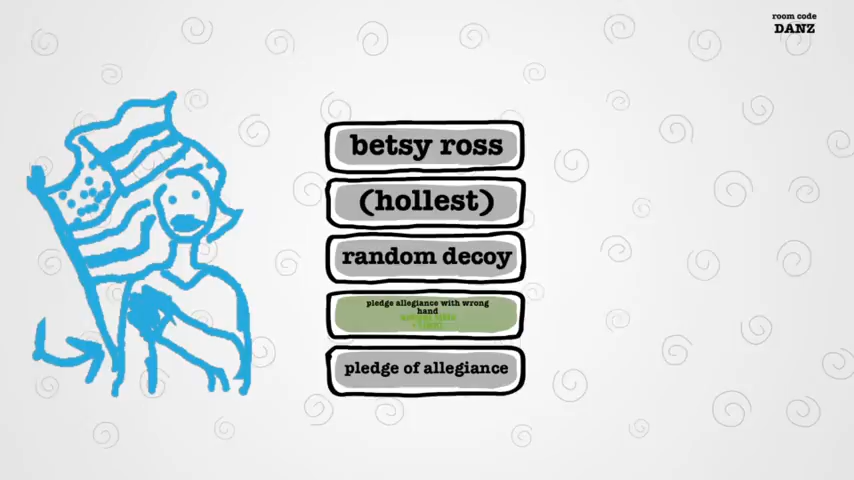 room code
DANZ
betsy ross
(hollest)
random decoy
pledge allegiance with wrong
hand
pledge of allegiance